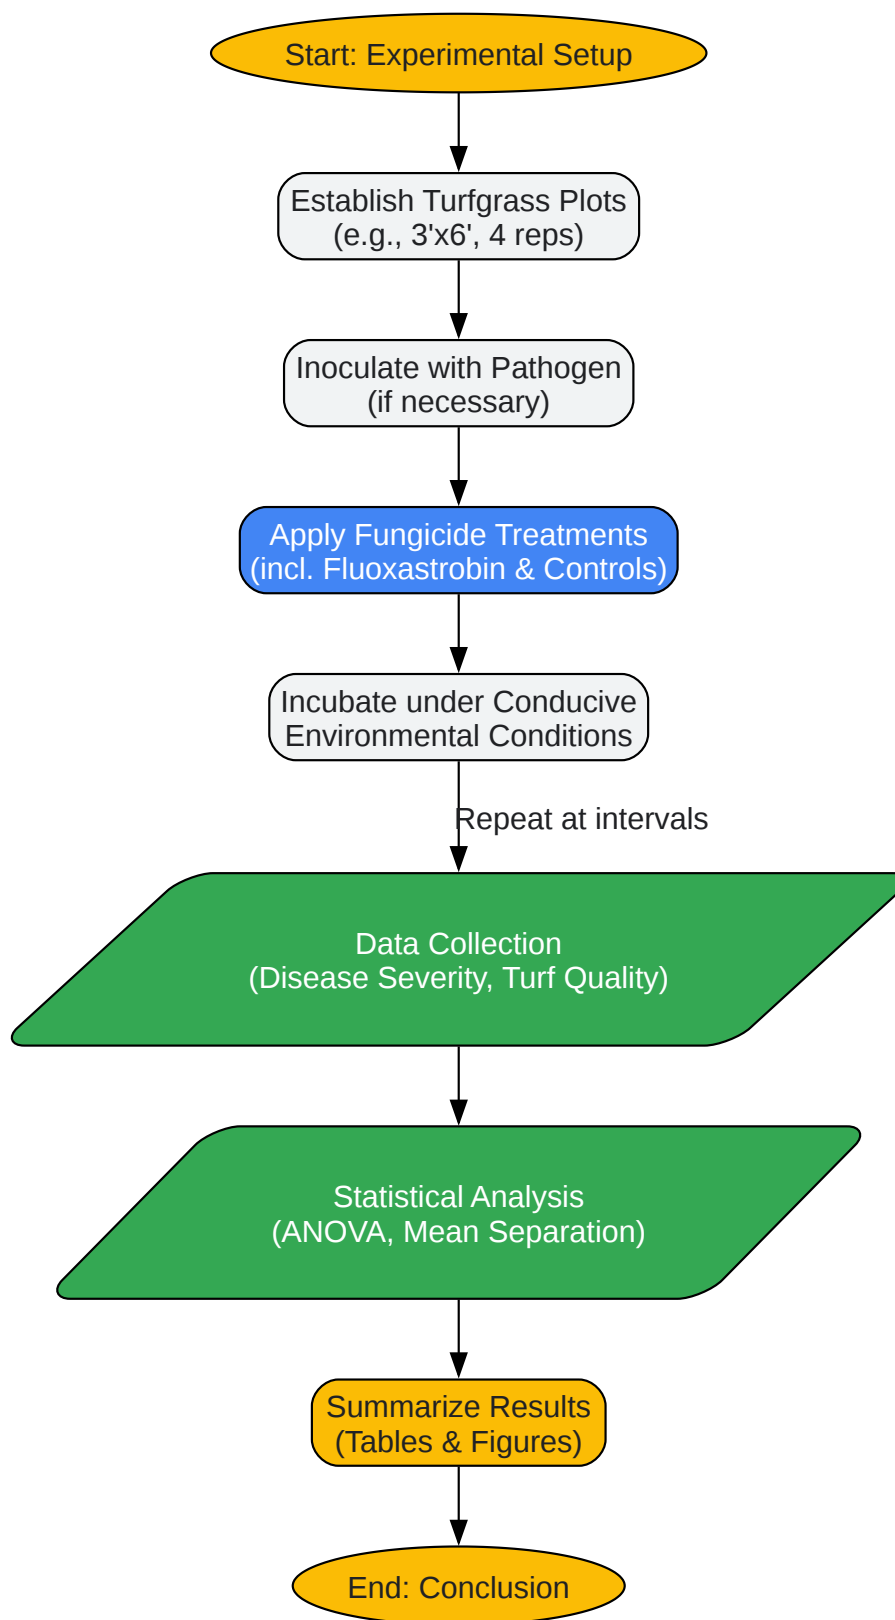 Start: Experimental Setup
Establish Turfgrass Plots
(e.g., 3'x6', 4 reps)
Inoculate with Pathogen
(if necessary)
Apply Fungicide Treatments
(incl. Fluoxastrobin & Controls)
Incubate under Conducive
Environmental Conditions
Repeat at intervals
Data Collection
(Disease Severity, Turf Quality)
Statistical Analysis
(ANOVA, Mean Separation)
Summarize Results
(Tables & Figures)
End: Conclusion